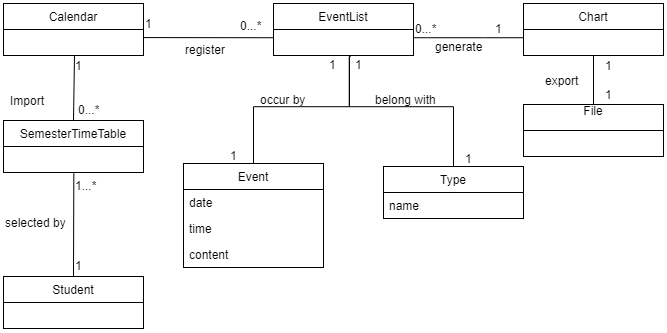 Calendar
1
0...*
register
EventList
0...*
1
generate
Chart
1
1
1
1
export
Import
0...*
occur by
belong with
1
File
SemesterTimeTable
1...*
1
1
Event
date
time
content
Type
name
selected by
1
Student